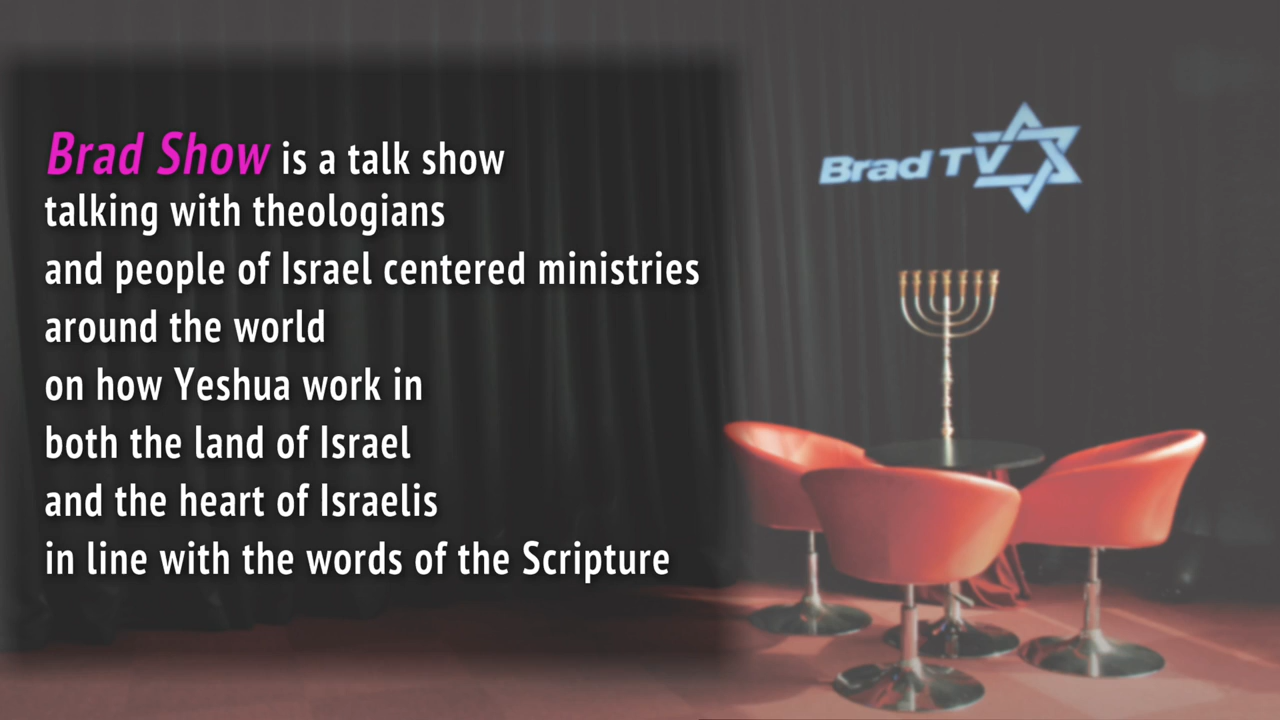 Brad Show is a talk show
talking with theologians
and people of Israel centered ministries
around the world
on how Yeshua work in
both the land of Israel
and the heart of Israelis
in line with the words of the Scripture
Brad TV